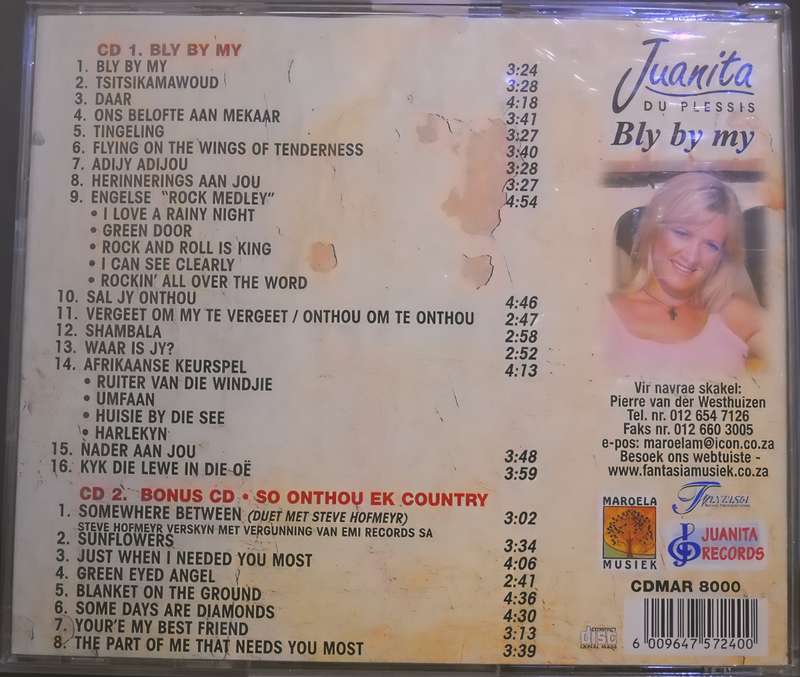 CD 1. BLY BY MY
1. BLY BY MY 3:24
2. TSITSIKAMAWOUD 3:28
3. DAAR 4:18
4. ONS BELOFTE AAN MEKAAR 3:41
5. TINGELING 3:27
6. FLYING ON THE WINGS OF TENDERNESS 3:40
7. ADIJY ADIJOU 3:28
8. HERINNERINGS AAN JOU 3:27
9. ENGELSE "ROCK MEDLEY" 4:54
• I LOVE A RAINY NIGHT
• GREEN DOOR
• ROCK AND ROLL IS KING
• I CAN SEE CLEARLY
• ROCKIN' ALL OVER THE WORD
10. SAL JY ONTHOU 4:46
11. VERGEET OM MY TE VERGEET / ONTHOU OM TE ONTHOU 2:47
12. SHAMBALA 2:58
13. WAAR IS JY? 2:52
14. AFRIKAANSE KEURSPEL 4:13
• RUITER VAN DIE WINDJIE
• UMFAAN
• HUISIE BY DIE SEE
• HARLEKYN
15. NADER AAN JOU 3:48
16. KYK DIE LEWE IN DIE OË 3:59
CD 2. BONUS CD • SO ONTHOU EK COUNTRY
1. SOMEWHERE BETWEEN (DUET MET STEVE HOFMEYR) 3:02
STEVE HOFMEYR VERSKYN MET VERGUNNING VAN EMI RECORDS SA
2. SUNFLOWERS 3:34
3. JUST WHEN I NEEDED YOU MOST 4:06
4. GREEN EYED ANGEL 2:41
5. BLANKET ON THE GROUND 4:36
6. SOME DAYS ARE DIAMONDS 4:30
7. YOUR'E MY BEST FRIEND 3:13
8. THE PART OF ME THAT NEEDS YOU MOST 3:39
Juanita
DU PLESSIS
Bly by my
Vir navrae skakel:
Pierre van der Westhuizen
Tel. nr. 012 654 7126
Faks nr. 012 660 3005
e-pos: maroelam@icon.co.za
Besoek ons webtuiste -
www.fantasiamusiek.co.za
MAROELA
MUSIEK
JUANITA
RECORDS
CDMAR 8000
COMPACT
disc
DIGITAL AUDIO
6 009647 572400